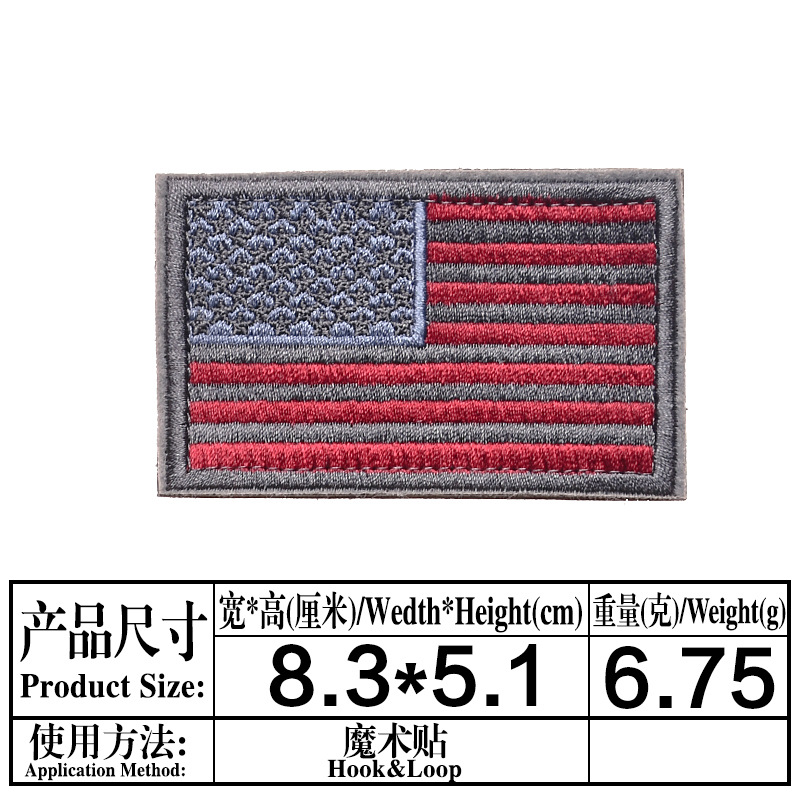 产品尺寸
Product Size:
宽*高(厘米)/Wedth*Height(cm)
重量(克)/Weight(g)
8.3*5.1
6.75
使用方法:
Application Method:
魔术贴
Hook&Loop